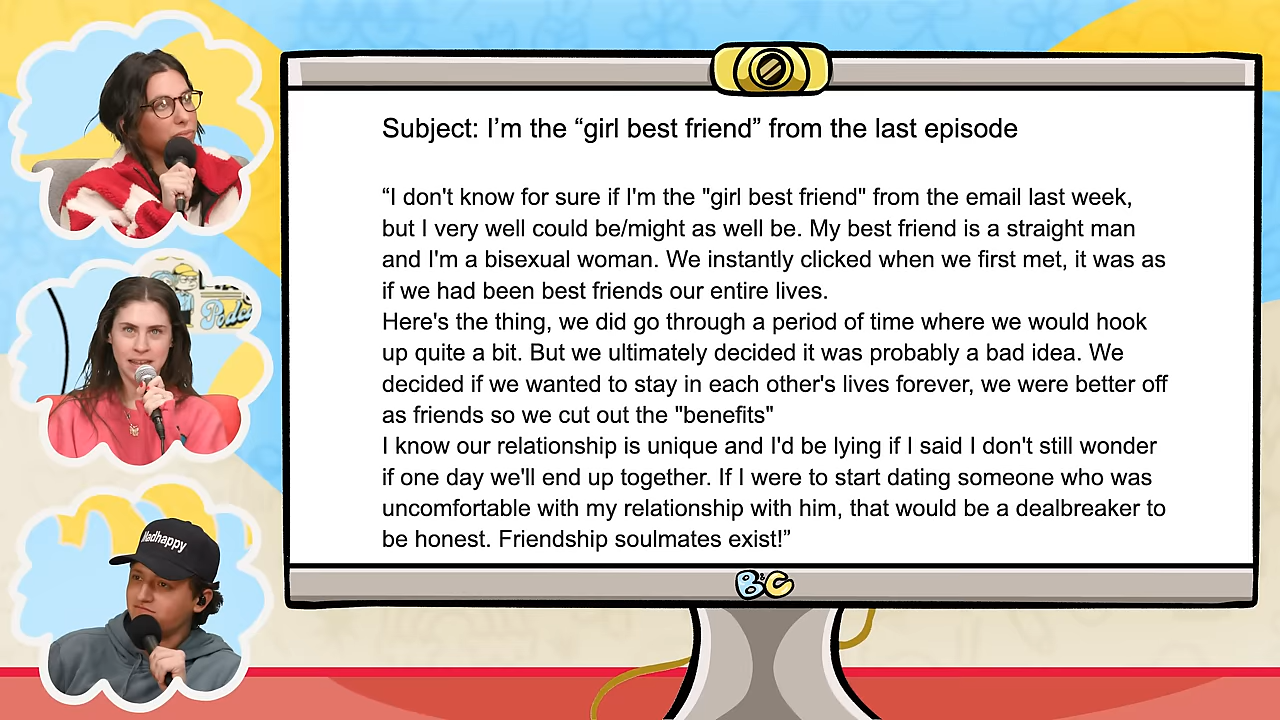 Subject: I’m the “girl best friend” from the last episode
“I don't know for sure if I'm the "girl best friend" from the email last week,
but I very well could be/might as well be. My best friend is a straight man
and I'm a bisexual woman. We instantly clicked when we first met, it was as
if we had been best friends our entire lives.
Here's the thing, we did go through a period of time where we would hook
up quite a bit. But we ultimately decided it was probably a bad idea. We
decided if we wanted to stay in each other's lives forever, we were better off
as friends so we cut out the "benefits"
I know our relationship is unique and I'd be lying if I said I don't still wonder
if one day we'll end up together. If I were to start dating someone who was
uncomfortable with my relationship with him, that would be a dealbreaker to
be honest. Friendship soulmates exist!”
B&C
Madhappy